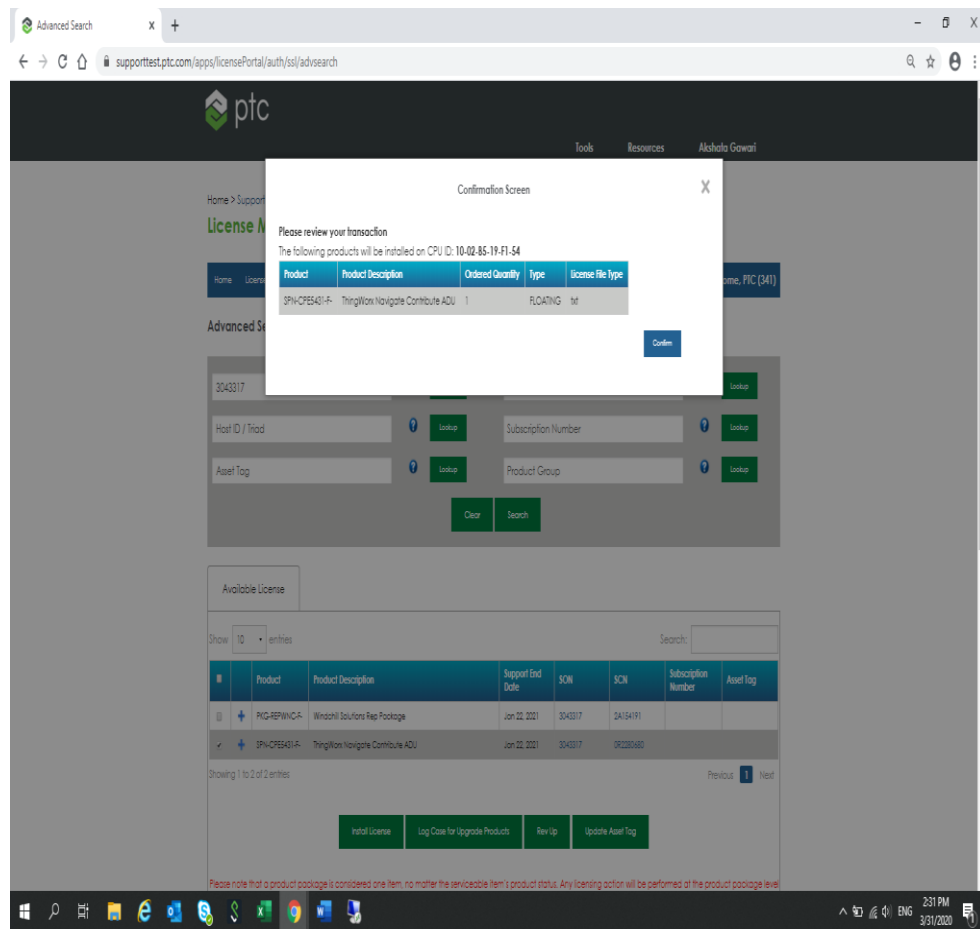 Advanced Search
supporttest.ptc.com/apps/licensePortal/auth/ssl/advsearch
ptc
Tools Resources Akshata Gawari
Confirmation Screen X
Home > Support
License M
Please review your transaction
The following products will be installed on CPU ID: 10-02-B5-19-F1-54
Product Product Description Ordered Quantity Type License File Type
SPN-CPE5431-F- ThingWorx Navigate Contribute ADU 1 FLOATING txt
Home License ome, PTC (341)
Advanced Se
Confirm
3043317 Lookup
Host ID / Triad ? Lookup Subscription Number ? Lookup
Asset Tag ? Lookup Product Group ? Lookup
Clear Search
Available License
Show 10 entries Search:
Product Product Description Support End Date SON SCN Subscription Number Asset Tag
PKG-REPWNC-F- Windchill Solutions Rep Package Jan 22, 2021 3043317 2A154191
SPN-CPE5431-F- ThingWorx Navigate Contribute ADU Jan 22, 2021 3043317
Showing 1 to 2 of 2 entries Previous 1 Next
Install License Log Case for Upgrade Products Rev Up Update Asset Tag
Please note that a product package is considered one item, no matter the serviceable item's product status. Any licensing action will be performed at the product package level
ENG 2:31 PM
3/31/2020